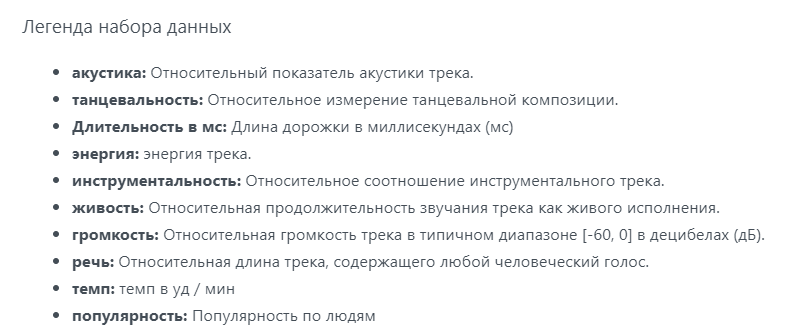 Легенда набора данных
• акустика: Относительный показатель акустики трека.
• танцевальность: Относительное измерение танцевальной композиции.
• Длительность в мс: Длина дорожки в миллисекундах (мс)
• энергия: энергия трека.
• инструментальность: Относительное соотношение инструментального трека.
• живость: Относительная продолжительность звучания трека как живого исполнения.
• громкость: Относительная громкость трека в типичном диапазоне [-60, 0] в децибелах (дБ).
• речь: Относительная длина трека, содержащего любой человеческий голос.
• темп: темп в уд / мин
• популярность: Популярность по людям